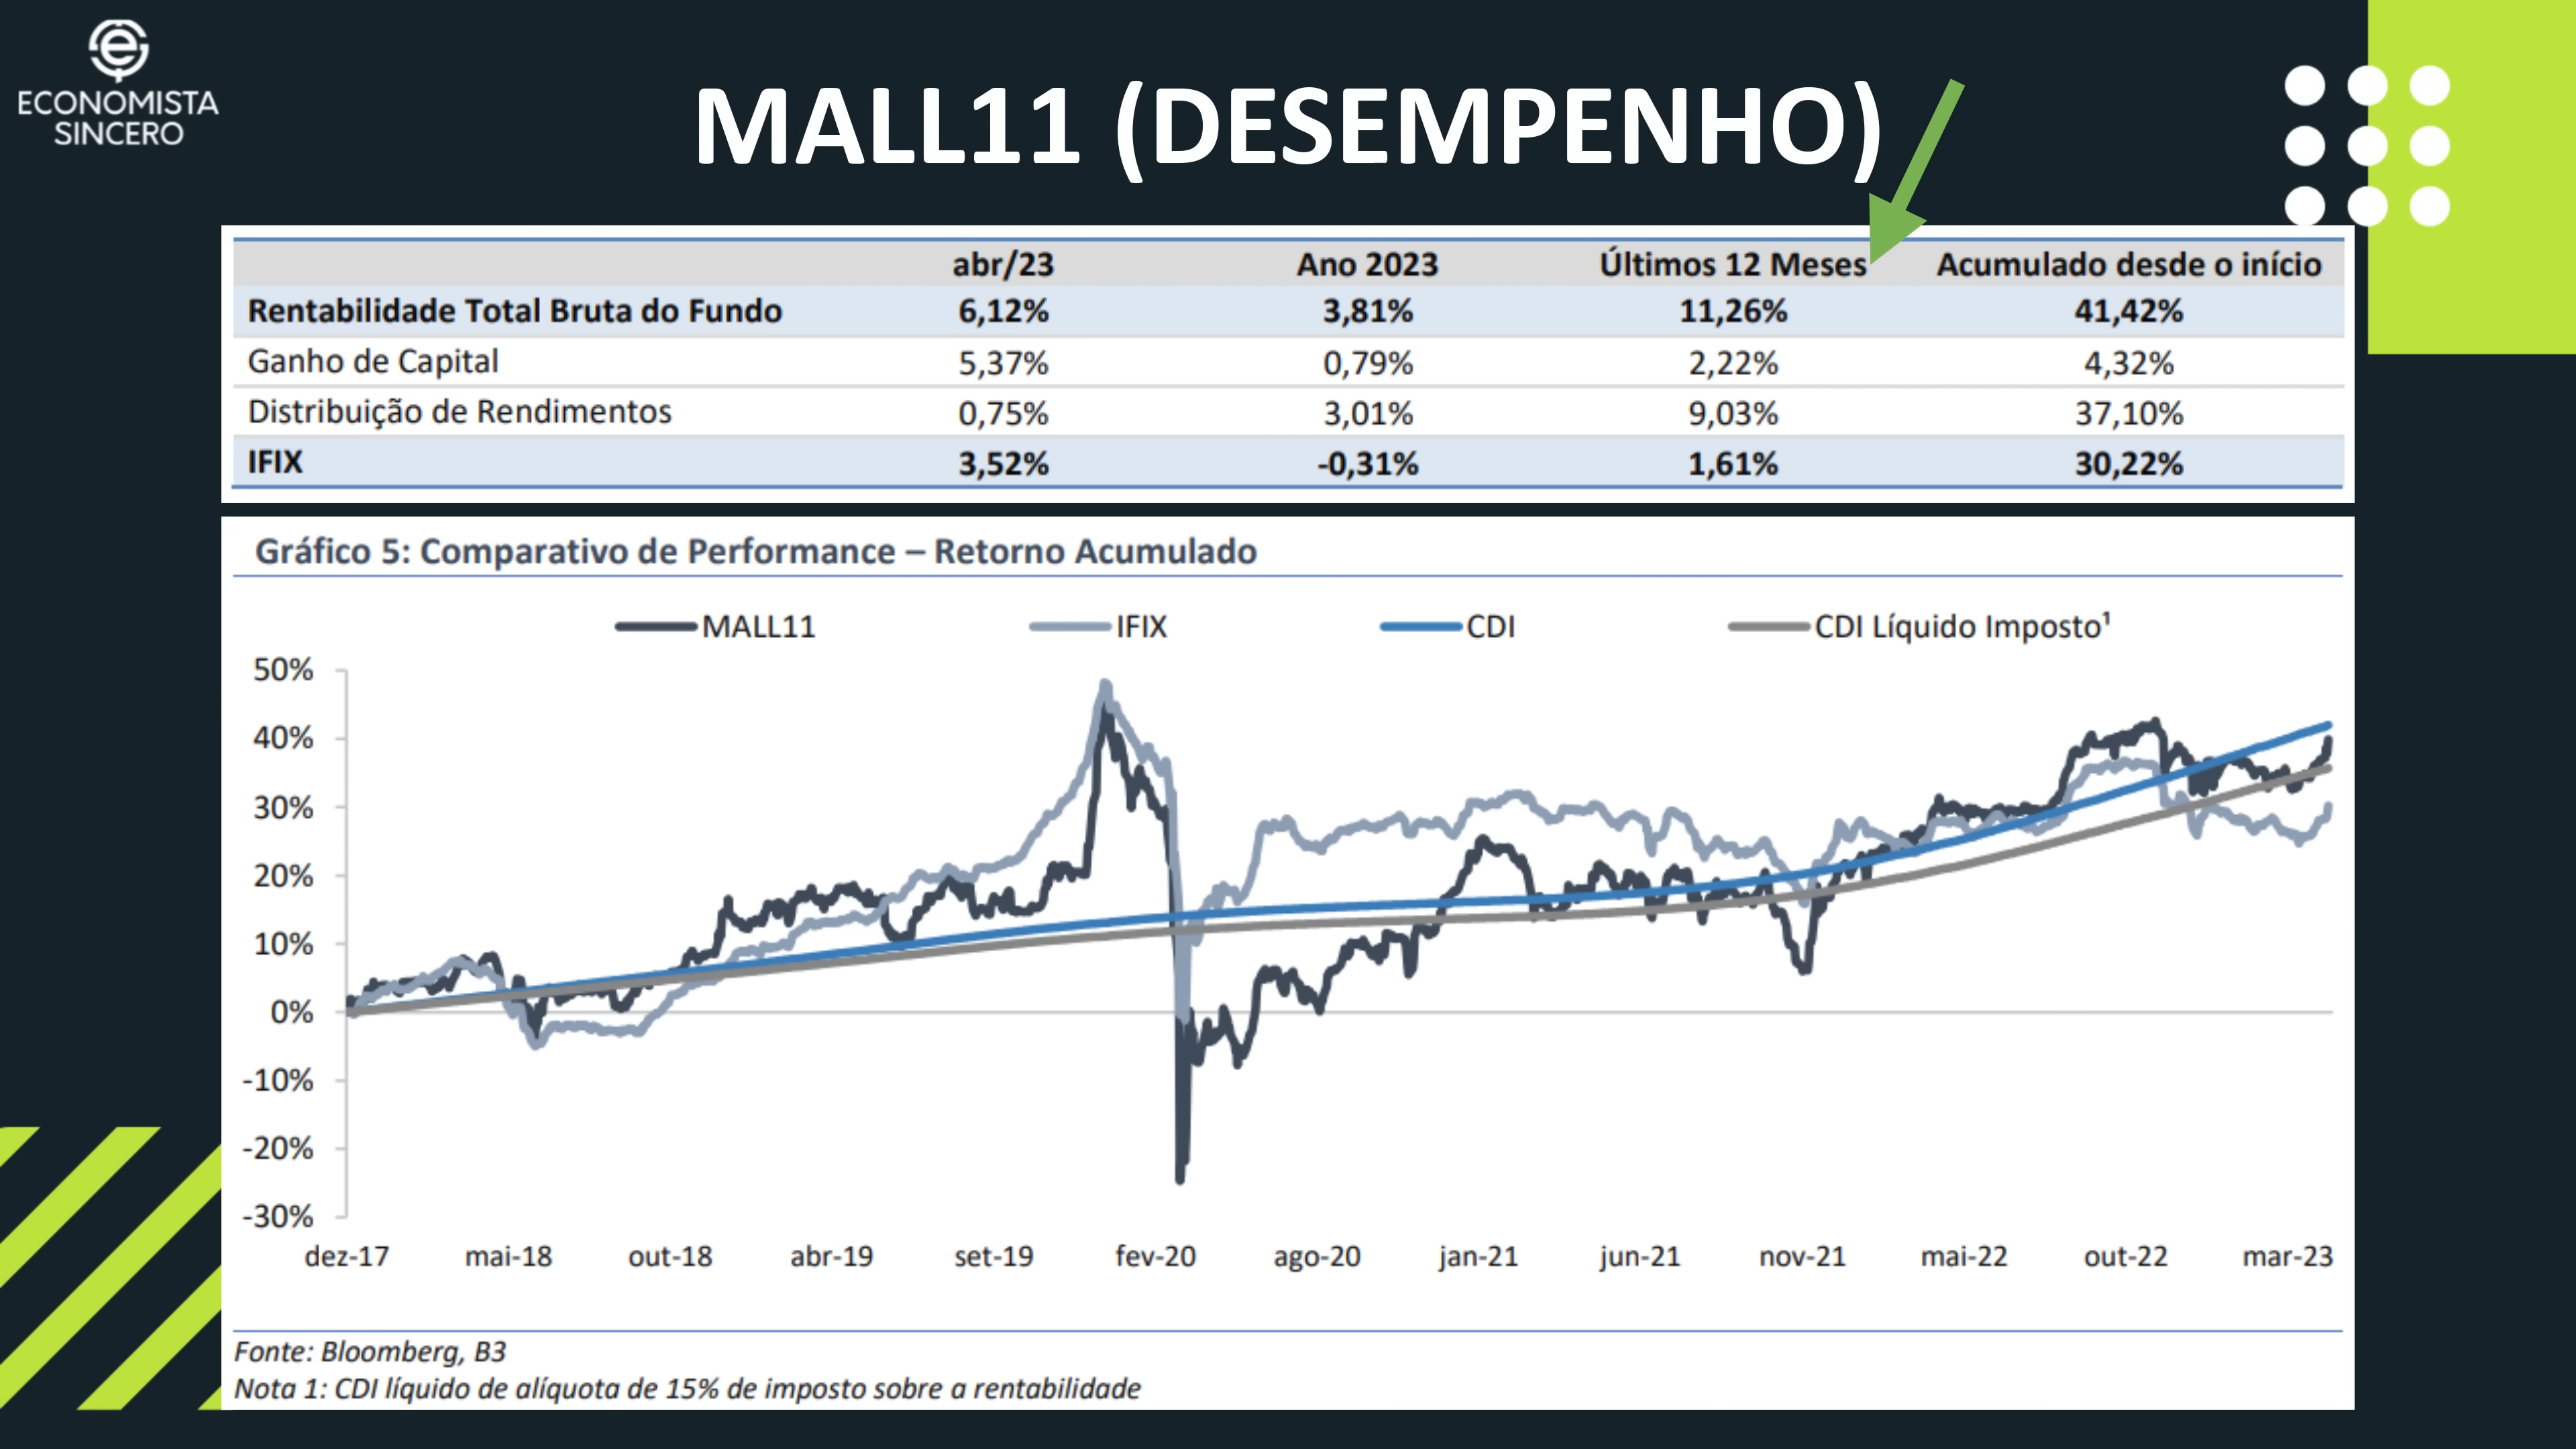 ECONOMISTA
SINCERO
MALL11 (DESEMPENHO)
abr/23 Ano 2023 Últimos 12 Meses Acumulado desde o início
Rentabilidade Total Bruta do Fundo 6,12% 3,81% 11,26% 41,42%
Ganho de Capital 5,37% 0,79% 2,22% 4,32%
Distribuição de Rendimentos 0,75% 3,01% 9,03% 37,10%
IFIX 3,52% -0,31% 1,61% 30,22%
Gráfico 5: Comparativo de Performance – Retorno Acumulado
MALL11 IFIX CDI CDI Líquido Imposto¹
50%
40%
30%
20%
10%
0%
-10%
-20%
-30%
dez-17 mai-18 out-18 abr-19 set-19 fev-20 ago-20 jan-21 jun-21 nov-21 mai-22 out-22 mar-23
Fonte: Bloomberg, B3
Nota 1: CDI líquido de alíquota de 15% de imposto sobre a rentabilidade